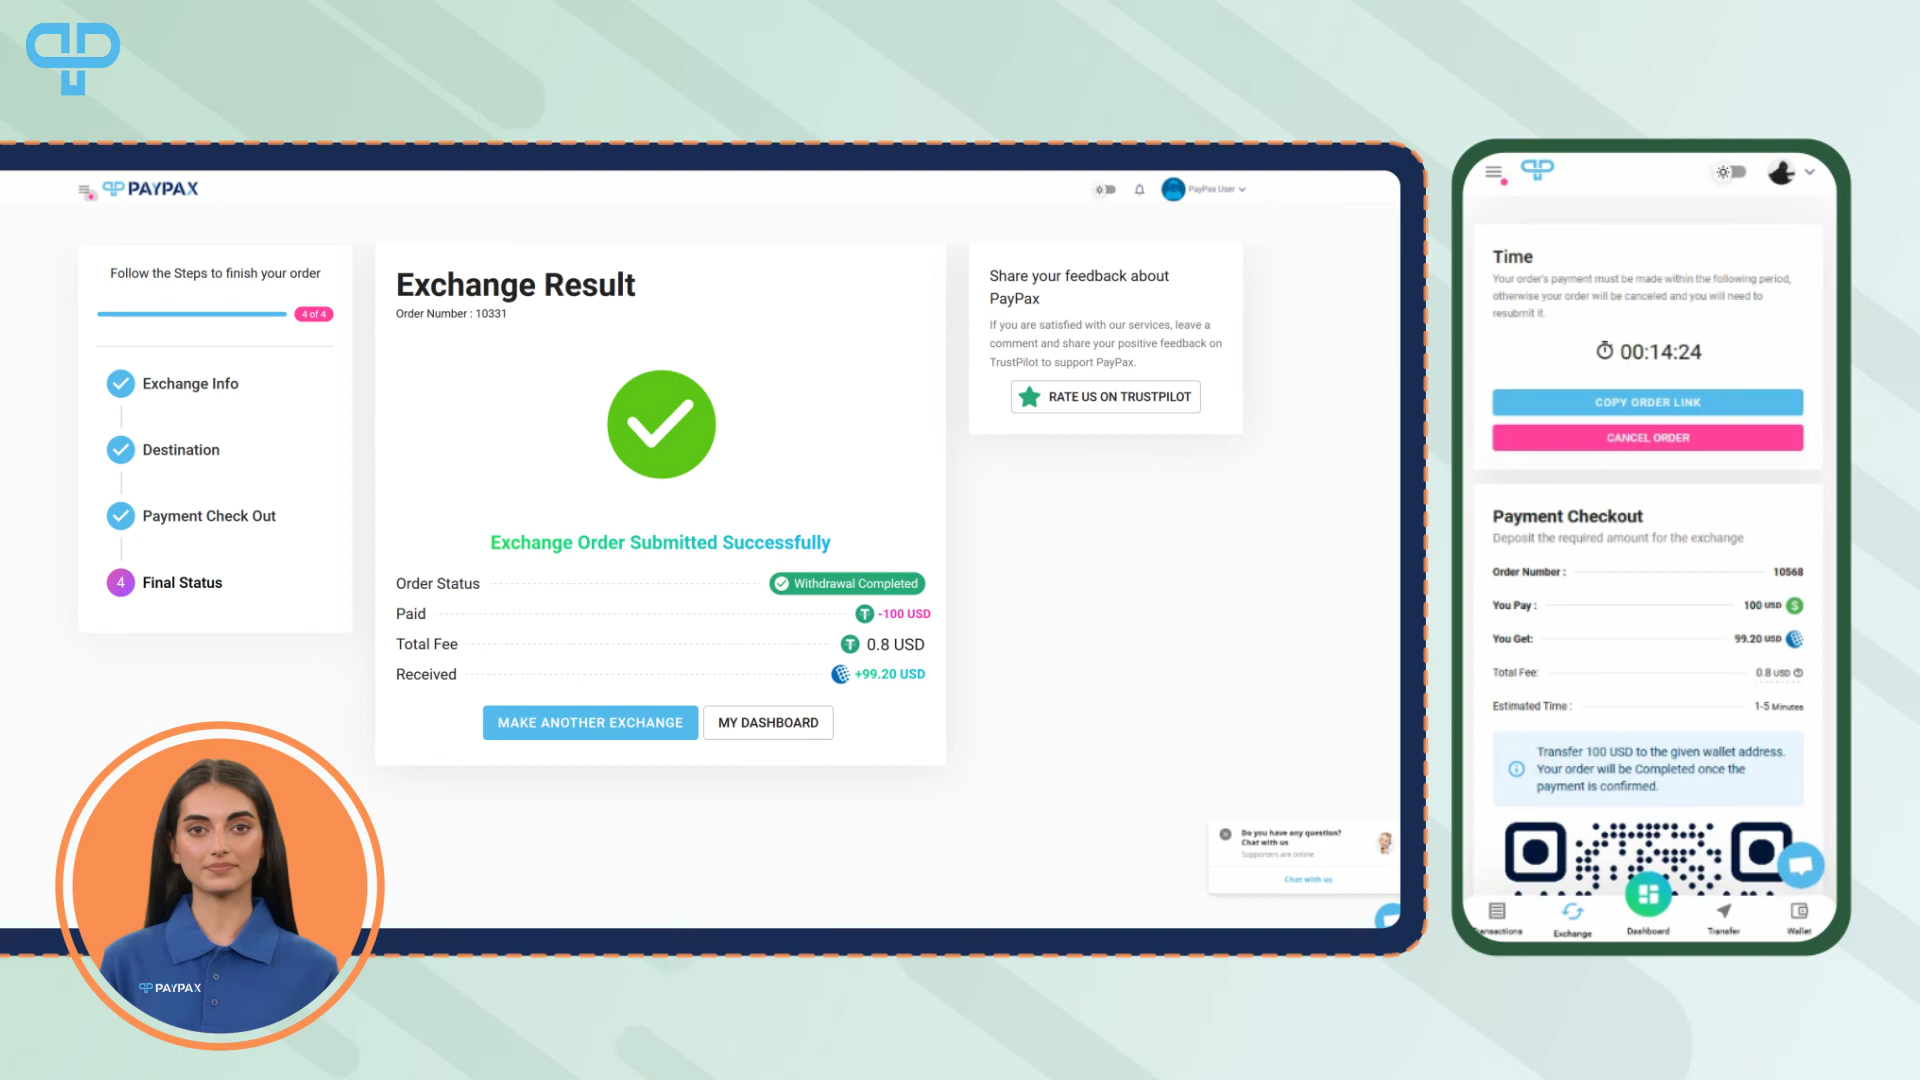 PAYPAX
PayPax User
Follow the Steps to finish your order
4 of 4
Exchange Info
Destination
Payment Check Out
4
Final Status
Exchange Result
Order Number : 10331
Exchange Order Submitted Successfully
Order Status
Withdrawal Completed
Paid
-100 USD
Total Fee
0.8 USD
Received
+99.20 USD
MAKE ANOTHER EXCHANGE
MY DASHBOARD
Share your feedback about
PayPax
If you are satisfied with our services, leave a
comment and share your positive feedback on
TrustPilot to support PayPax.
RATE US ON TRUSTPILOT
Do you have any question?
Chat with us
Supporters are online.
Chat with us
PAYPAX
Time
Your order's payment must be made within the following period,
otherwise your order will be canceled and you will need to
resubmit it.
00:14:24
COPY ORDER LINK
CANCEL ORDER
Payment Checkout
Deposit the required amount for the exchange
Order Number :
10568
You Pay :
100 USD
You Get:
99.20 USD
Total Fee:
0.8 USD
Estimated Time :
1-5 Minutes
Transfer 100 USD to the given wallet address.
Your order will be Completed once the
payment is confirmed.
Exchange
Dashboard
Transfer
Wallet